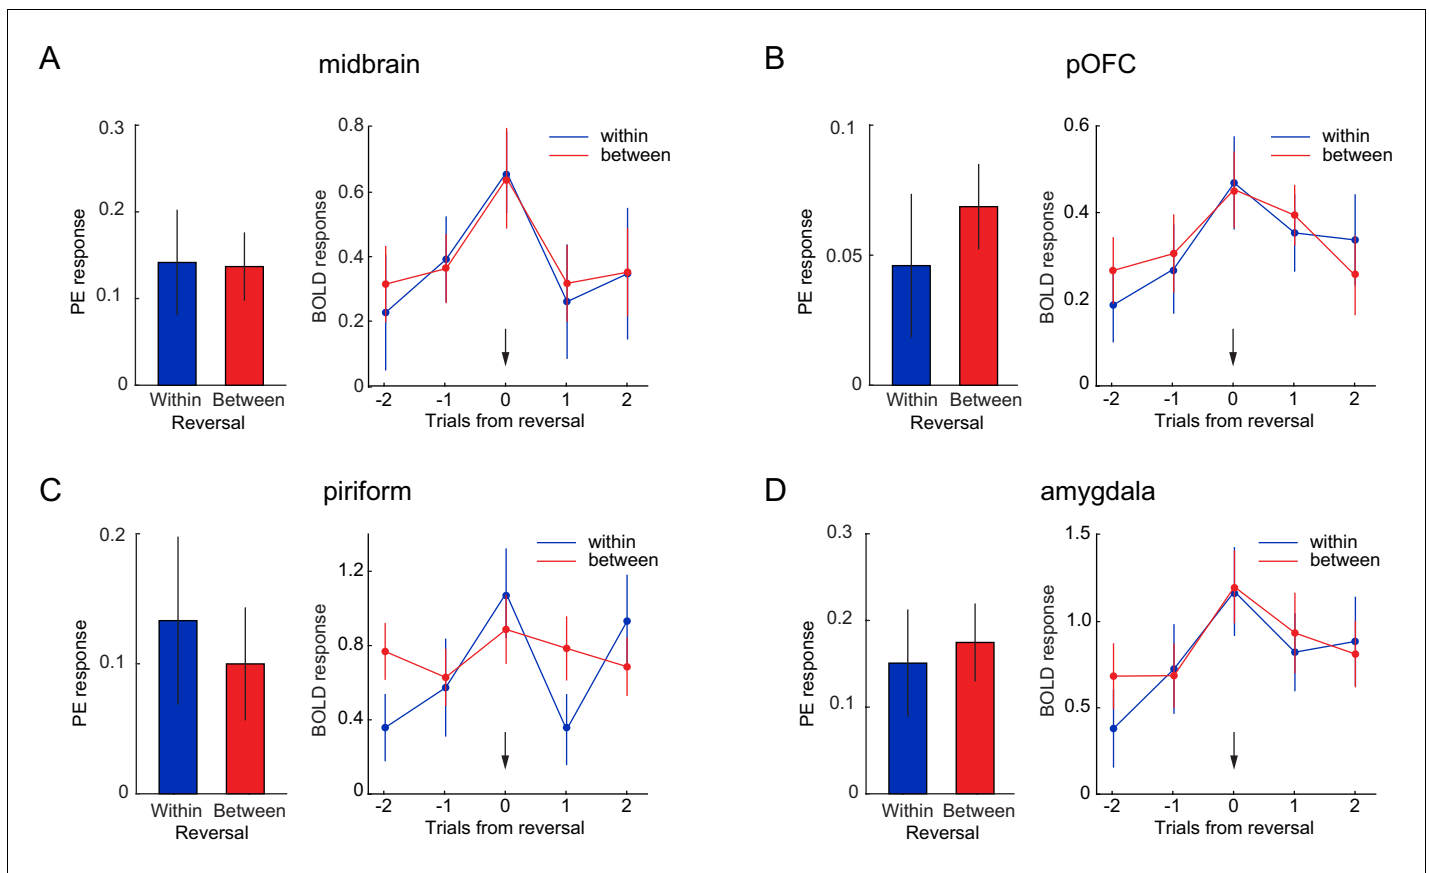 A
midbrain
0.3
0.2
0.1
0
PE response
Within Between
Reversal
0.8
0.6
0.4
0.2
0
BOLD response
within
between
-2 -1 0 1 2
Trials from reversal
B
pOFC
0.1
0.05
0
PE response
Within Between
Reversal
0.6
0.4
0.2
0
BOLD response
within
between
-2 -1 0 1 2
Trials from reversal
C
piriform
0.2
0.1
0
PE response
Within Between
Reversal
1.2
0.8
0.4
0
BOLD response
within
between
-2 -1 0 1 2
Trials from reversal
D
amygdala
0.3
0.2
0.1
0
PE response
Within Between
Reversal
1.5
1.0
0.5
0
BOLD response
within
between
-2 -1 0 1 2
Trials from reversal